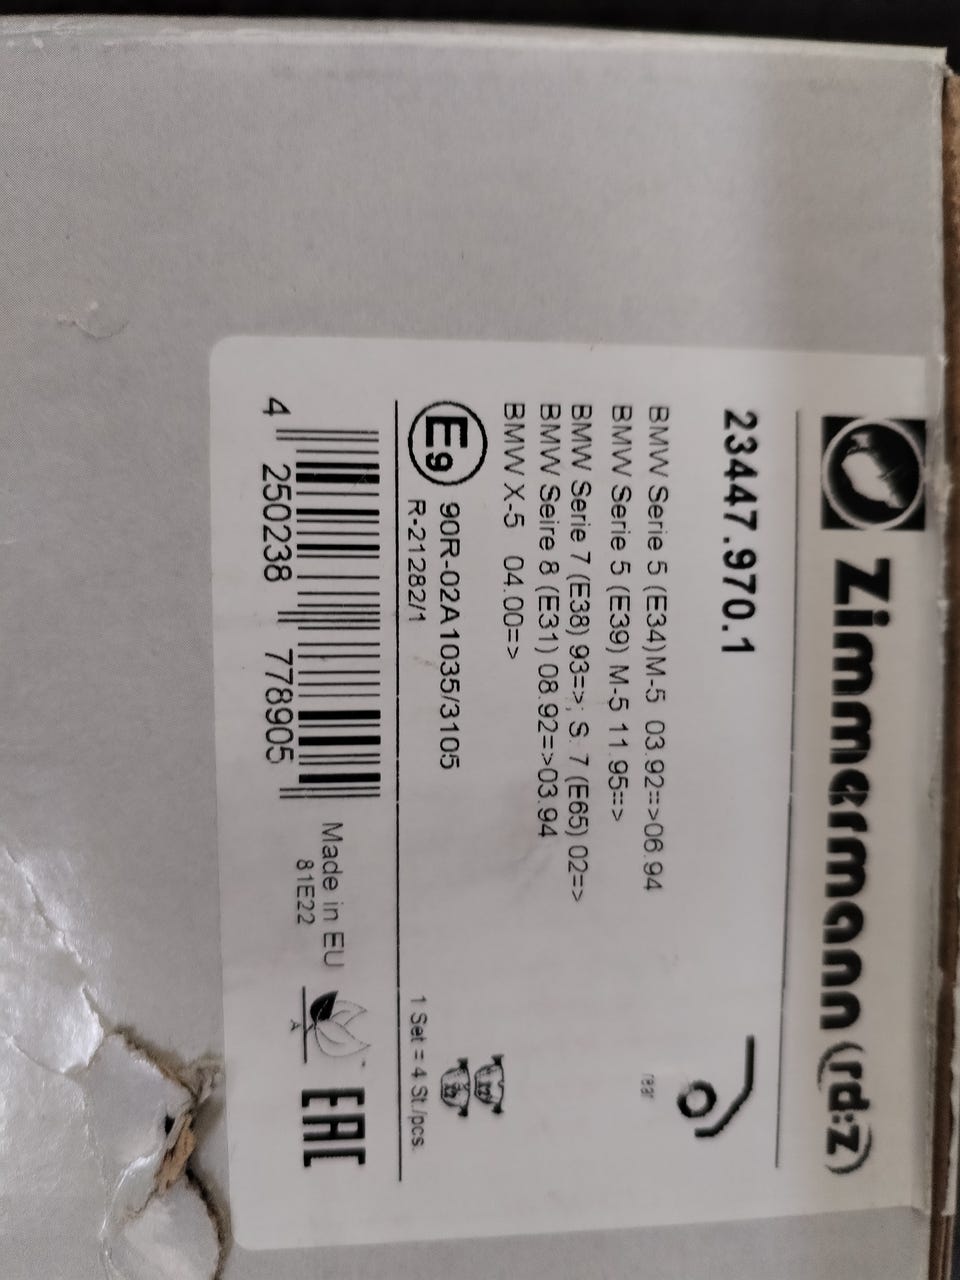 Zimmermann (rd:z)
23447.970.1
BMW Serie 5 (E34)M-5 03.92=>06.94
BMW Serie 5 (E39) M-5 11.95=>
BMW Serie 7 (E38) 93=>; S. 7 (E65) 02=>
BMW Seire 8 (E31) 08.92=>03.94
BMW X-5 04.00=>
rear
E9 90R-02A1035/3105
R-21282/1
1 Set = 4 St./pcs.
4 250238 778905
Made in EU
81E22
A
EAC